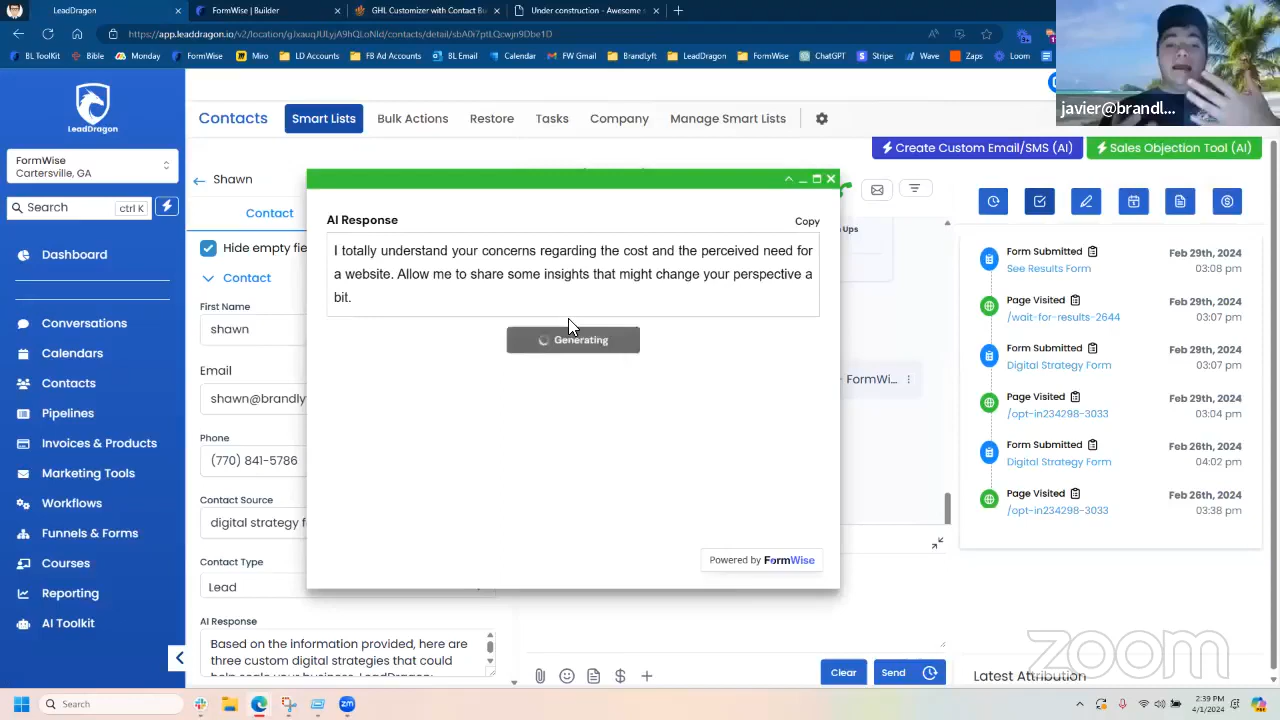 FormWise | Builder
GHL Customizer with Contact Bu
Under construction - Awesome s
https://app.leaddragon.io/v2/location/gJxauqJULyjA9hQLoNld/contacts/detail/sbA0i7ptLQcwjn9Dbe1D
BL ToolKit
Bible
Monday
FormWise
Miro
LD Accounts
FB Ad Accounts
BL Email
Calendar
FW Gmail
BrandLyft
LeadDragon
FormWise
ChatGPT
Stripe
Wave
Zaps
Loom
javier@brandl...
LeadDragon
FormWise
Cartersville, GA
Search
ctrl K
Dashboard
Conversations
Calendars
Contacts
Pipelines
Invoices & Products
Marketing Tools
Workflows
Funnels & Forms
Courses
Reporting
AI Toolkit
Contacts
Smart Lists
Bulk Actions
Restore
Tasks
Company
Manage Smart Lists
Create Custom Email/SMS (AI)
Sales Objection Tool (AI)
Shawn
Contact
Hide empty fie
Contact
First Name
shawn
Email
shawn@brandly
Phone
(770) 841-5786
Contact Source
digital strategy f
Contact Type
Lead
AI Response
Based on the information provided, here are
three custom digital strategies that could
help scale your business, LeadDragon:
AI Response
Copy
I totally understand your concerns regarding the cost and the perceived need for
a website. Allow me to share some insights that might change your perspective a
bit.
Generating
Powered by FormWise
Ups
FormWi...
Clear
Send
Form Submitted
Feb 29th, 2024
See Results Form
03:08 pm
Page Visited
Feb 29th, 2024
/wait-for-results-2644
03:07 pm
Form Submitted
Feb 29th, 2024
Digital Strategy Form
03:07 pm
Page Visited
Feb 29th, 2024
/opt-in234298-3033
03:04 pm
Form Submitted
Feb 26th, 2024
Digital Strategy Form
04:02 pm
Page Visited
Feb 26th, 2024
/opt-in234298-3033
03:38 pm
Latest Attribution
zoom
Search
2:39 PM
4/1/2024